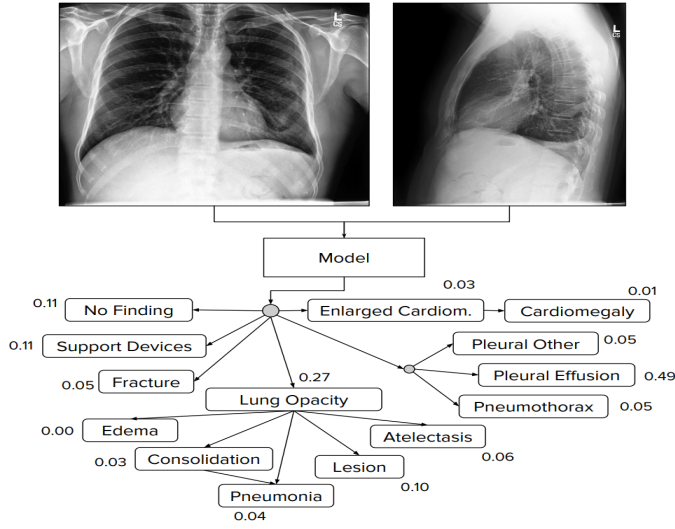 L
L
Model
0.03
0.01
0.11
No Finding
Enlarged Cardiom.
Cardiomegaly
0.11
Support Devices
Pleural Other
0.05
0.05
Fracture
0.27
Pleural Effusion
0.49
Lung Opacity
Pneumothorax
0.05
0.00
Edema
Atelectasis
0.06
0.03
Consolidation
Lesion
0.10
Pneumonia
0.04